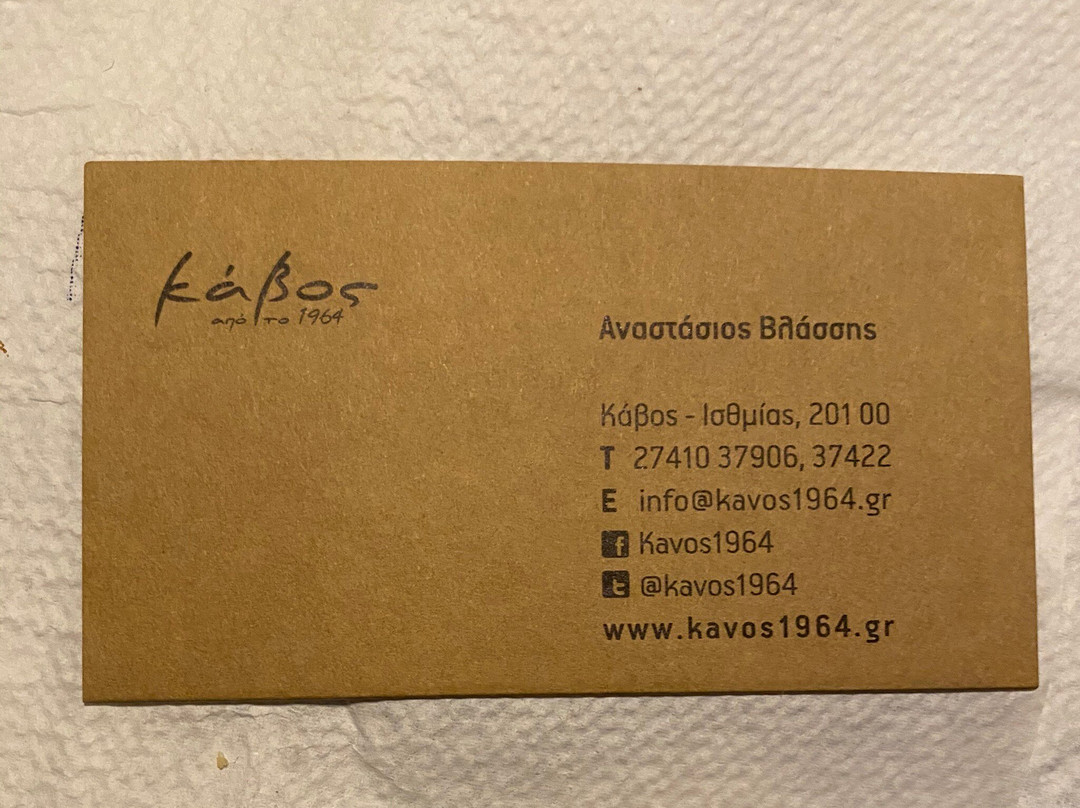 κάβος
από το 1964
Αναστάσιος Βλάσσης
Κάβος - Ισθμίας, 201 00
T 27410 37906, 37422
E info@kavos1964.gr
f Kavos1964
t @kavos1964
www.kavos1964.gr